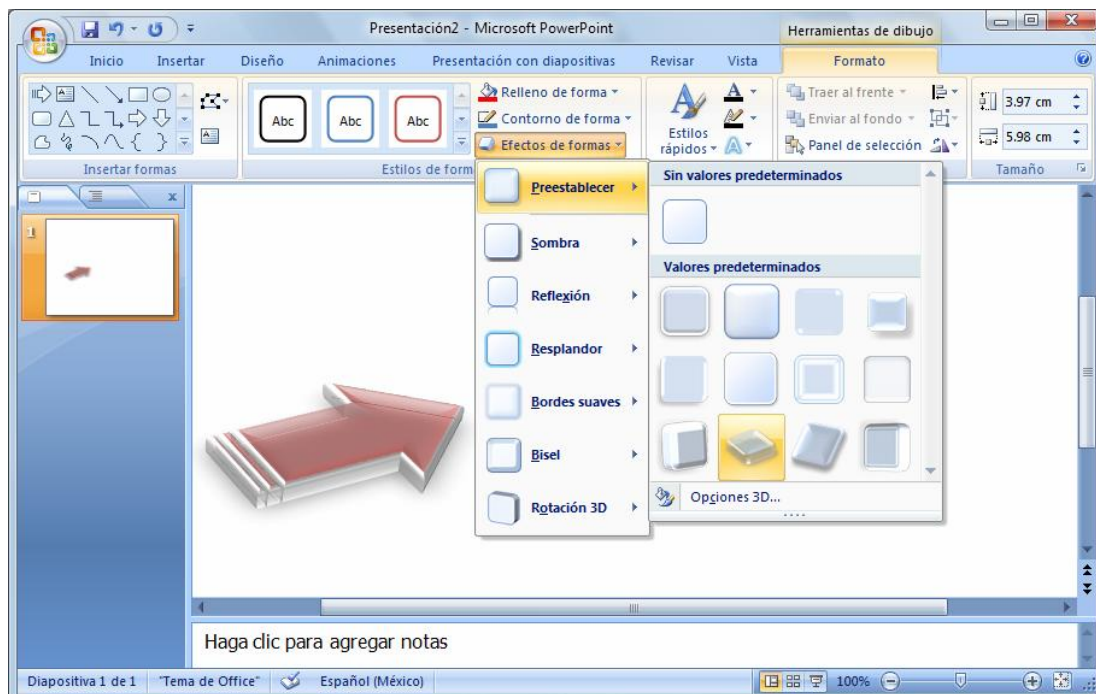 Presentación2 - Microsoft PowerPoint
Herramientas de dibujo
Inicio Insertar Diseño Animaciones Presentación con diapositivas Revisar Vista Formato
Abc Abc Abc
Relleno de forma
Contorno de forma
Efectos de formas
Estilos rápidos
Traer al frente
Enviar al fondo
Panel de selección
3.97 cm
5.98 cm
Insertar formas
Estilos de form
Tamaño
1
Preestablecer
Sombra
Reflexión
Resplandor
Bordes suaves
Bisel
Rotación 3D
Sin valores predeterminados
Valores predeterminados
Opciones 3D...
Haga clic para agregar notas
Diapositiva 1 de 1 "Tema de Office" Español (México) 100%